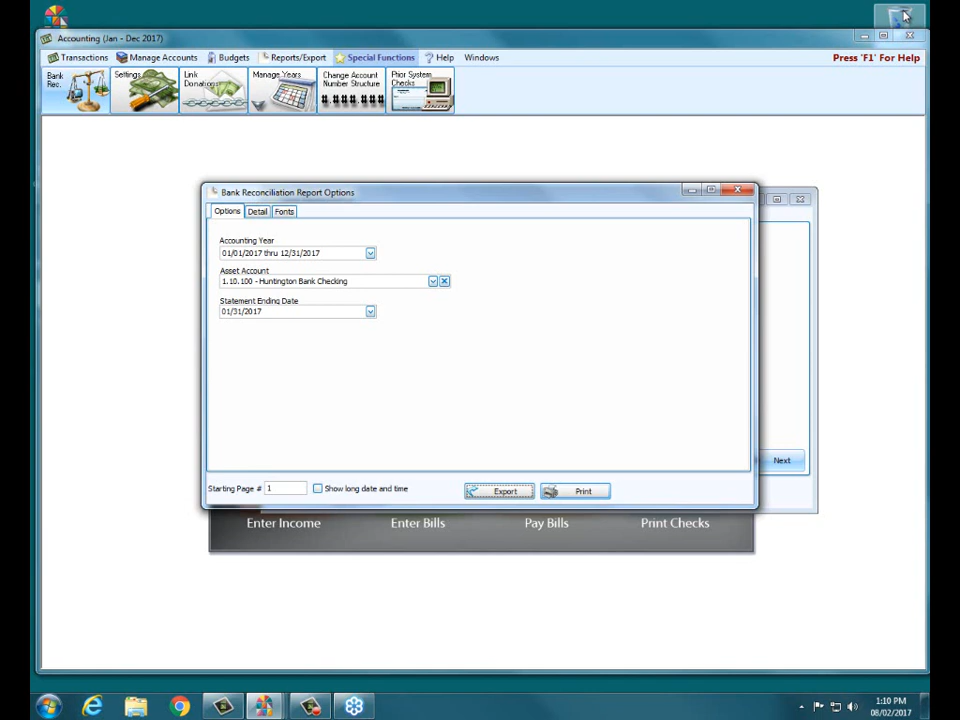 Accounting (Jan - Dec 2017)
Transactions Manage Accounts Budgets Reports/Export Special Functions Help Windows Press 'F1' For Help
Bank Rec.
Settings
Link Donations
Manage Years
Change Account Number Structure
#.###.###
Prior System Checks
Bank Reconciliation Report Options
Options Detail Fonts
Accounting Year
01/01/2017 thru 12/31/2017
Asset Account
1.10.100 - Huntington Bank Checking
Statement Ending Date
01/31/2017
Next
Starting Page # 1 Show long date and time Export Print
Enter Income Enter Bills Pay Bills Print Checks
1:10 PM
08/02/2017